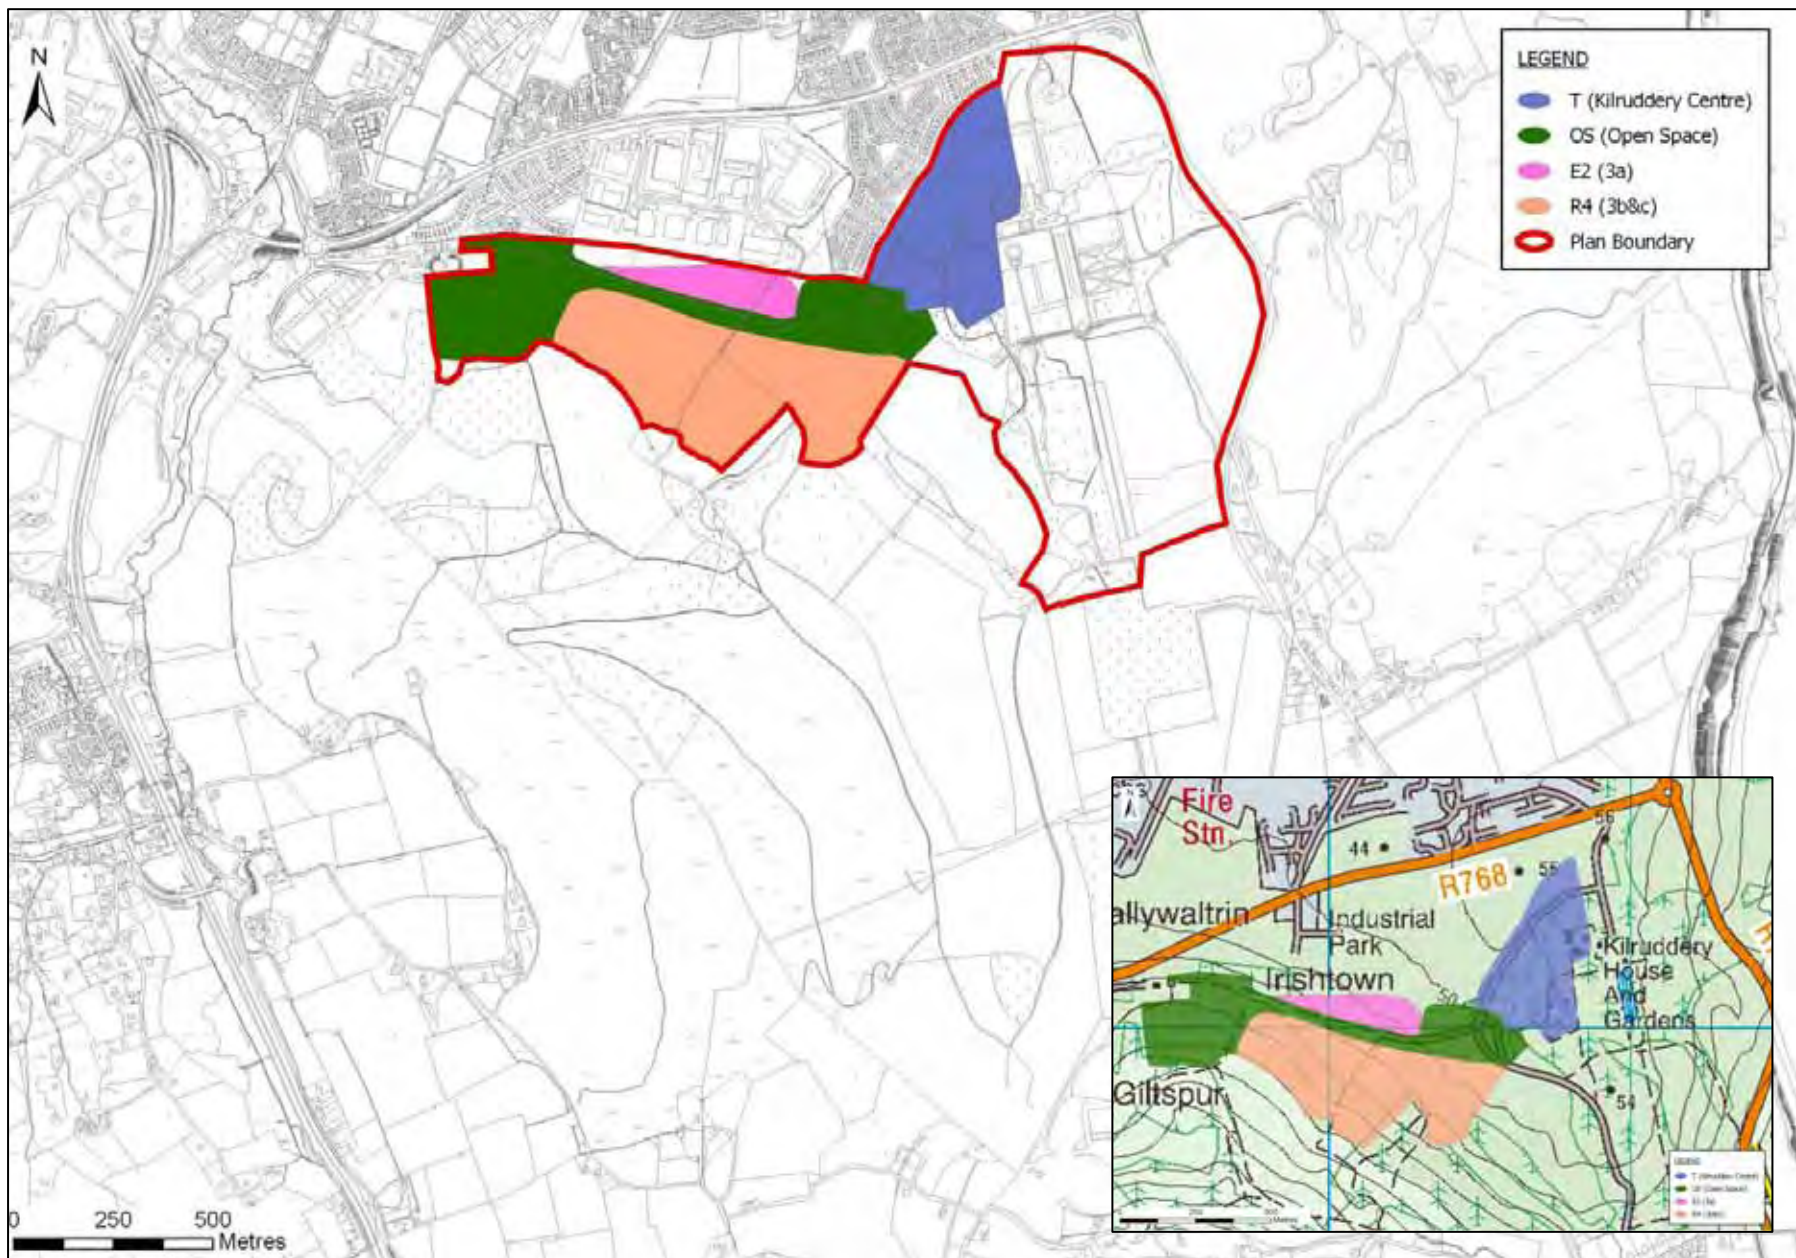 N
LEGEND
T (Kilruddery Centre)
OS (Open Space)
E2 (3a)
R4 (3b&c)
Plan Boundary
0 250 500
Metres
N
Fire
Stn.
44
R768
55
56
allywaltrin
Industrial
Park
Irishtown
50
Kilruddery
House
And
Gardens
Giltspur
54
LEGEND